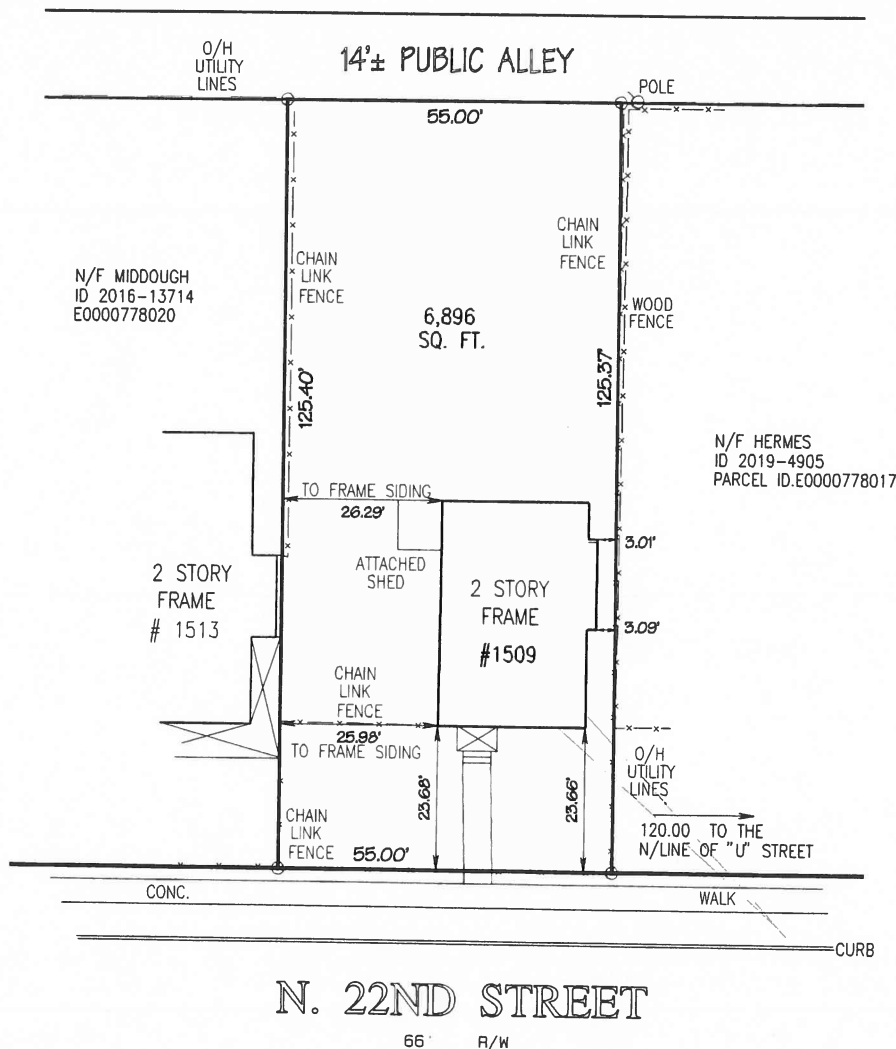 O/H
UTILITY
LINES
14'± PUBLIC ALLEY
POLE
55.00'
CHAIN
LINK
FENCE
CHAIN
LINK
FENCE
N/F MIDDOUGH
ID 2016-13714
E0000778020
WOOD
FENCE
6,896
SQ. FT.
125.40'
125.37'
N/F HERMES
ID 2019-4905
PARCEL ID.E0000778017
TO FRAME SIDING
26.29'
3.01'
ATTACHED
SHED
2 STORY
FRAME
# 1513
2 STORY
FRAME
#1509
3.09'
CHAIN
LINK
FENCE
25.98'
TO FRAME SIDING
23.68'
23.66'
O/H
UTILITY
LINES
CHAIN
LINK
FENCE
55.00'
120.00 TO THE
N/LINE OF "U" STREET
CONC.
WALK
CURB
N. 22ND STREET
66' R/W